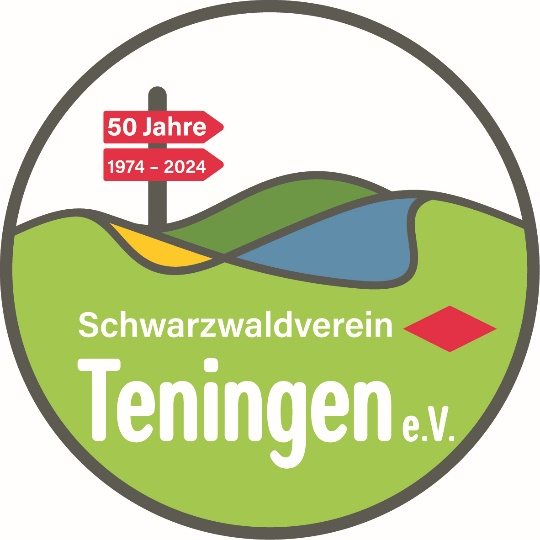 50 Jahre
1974 – 2024
Schwarzwaldverein
Teningen e.V.